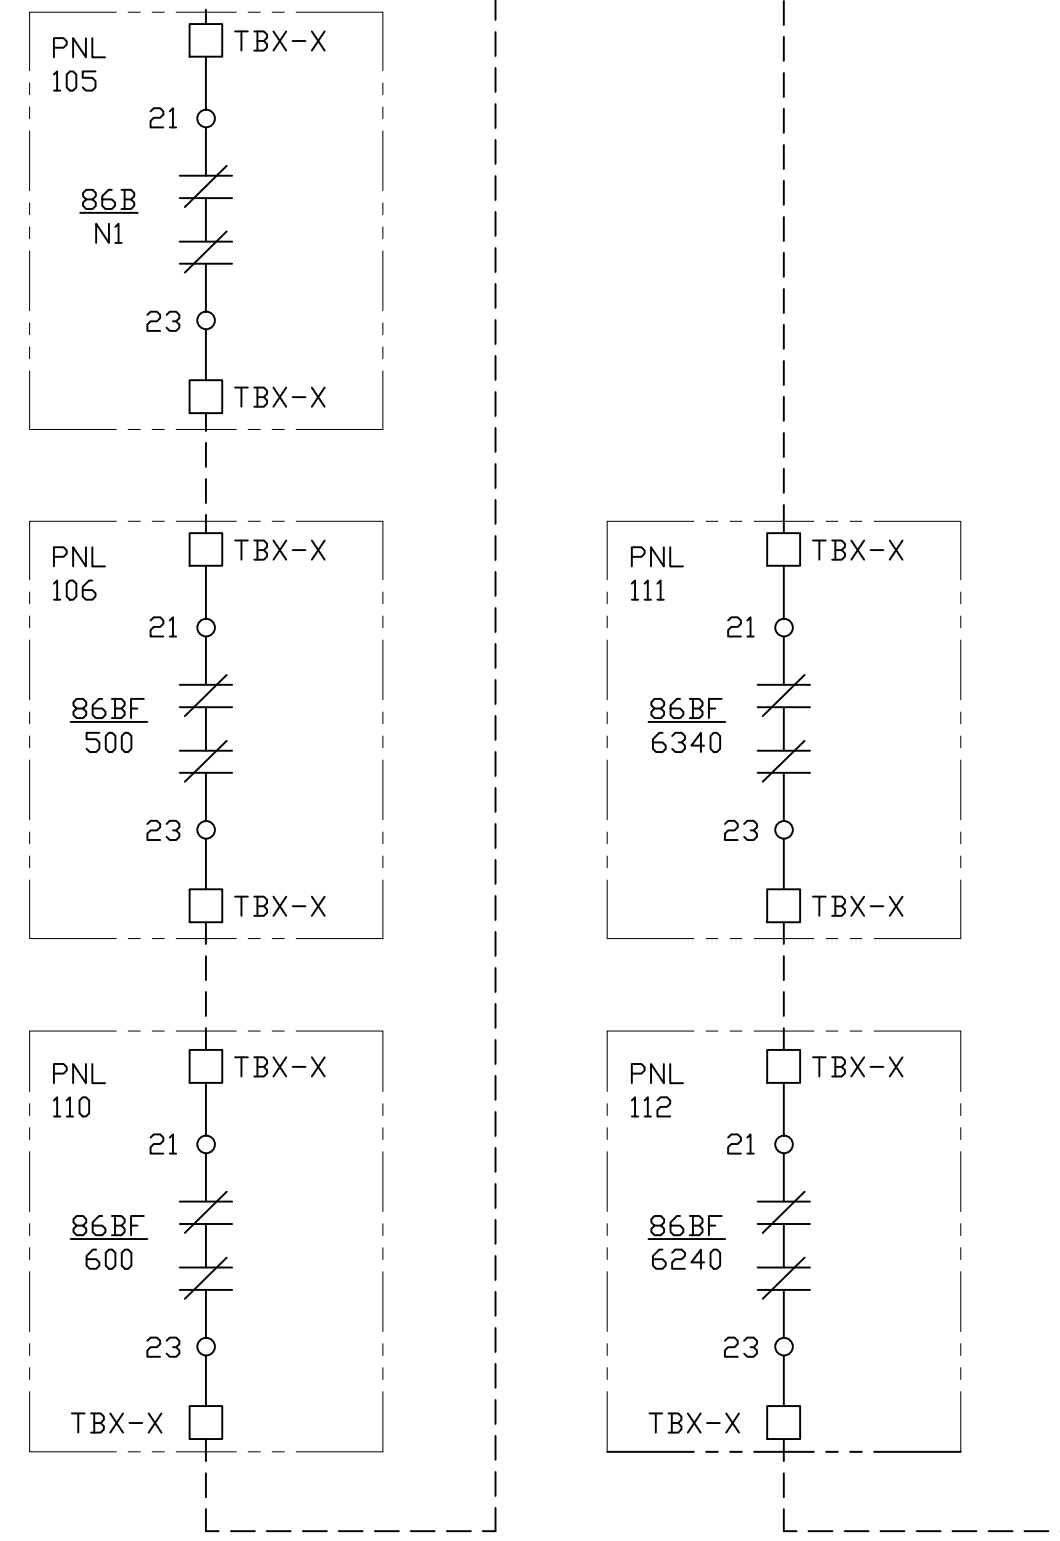 PNL
105
TBX-X
21
86B
N1
23
TBX-X
PNL
106
TBX-X
21
86BF
500
23
TBX-X
PNL
110
TBX-X
21
86BF
600
23
TBX-X
PNL
111
TBX-X
21
86BF
6340
23
TBX-X
PNL
112
TBX-X
21
86BF
6240
23
TBX-X